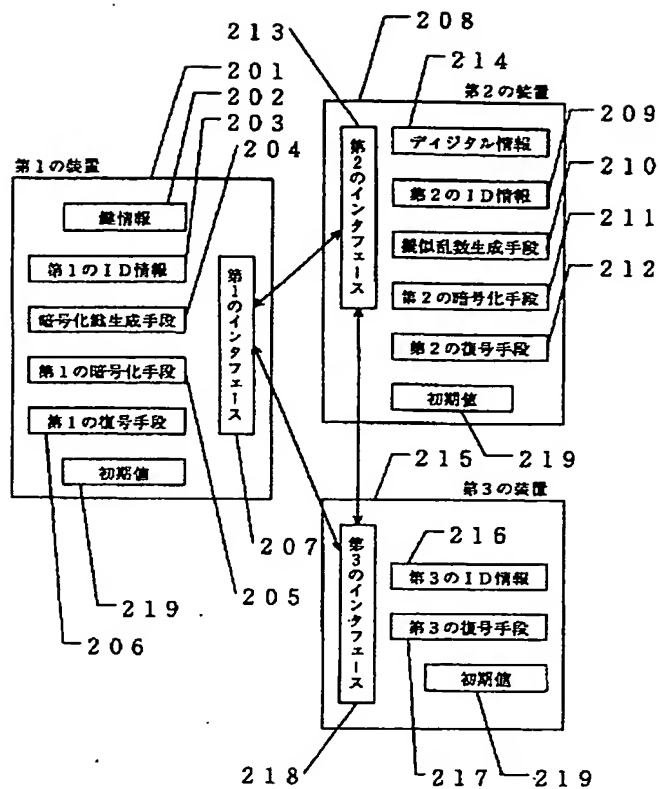 213
208
201
202
203
204
214
第2の装置
209
210
211
212
第1の装置
鍵情報
第1のID情報
暗号化鍵生成手段
第1の暗号化手段
第1の復号手段
初期値
第1のインタフェース
第2のインタフェース
ディジタル情報
第2のID情報
擬似乱数生成手段
第2の暗号化手段
第2の復号手段
初期値
215
219
第3の装置
207
216
219
205
206
第3のインタフェース
第3のID情報
第3の復号手段
初期値
218
217
219